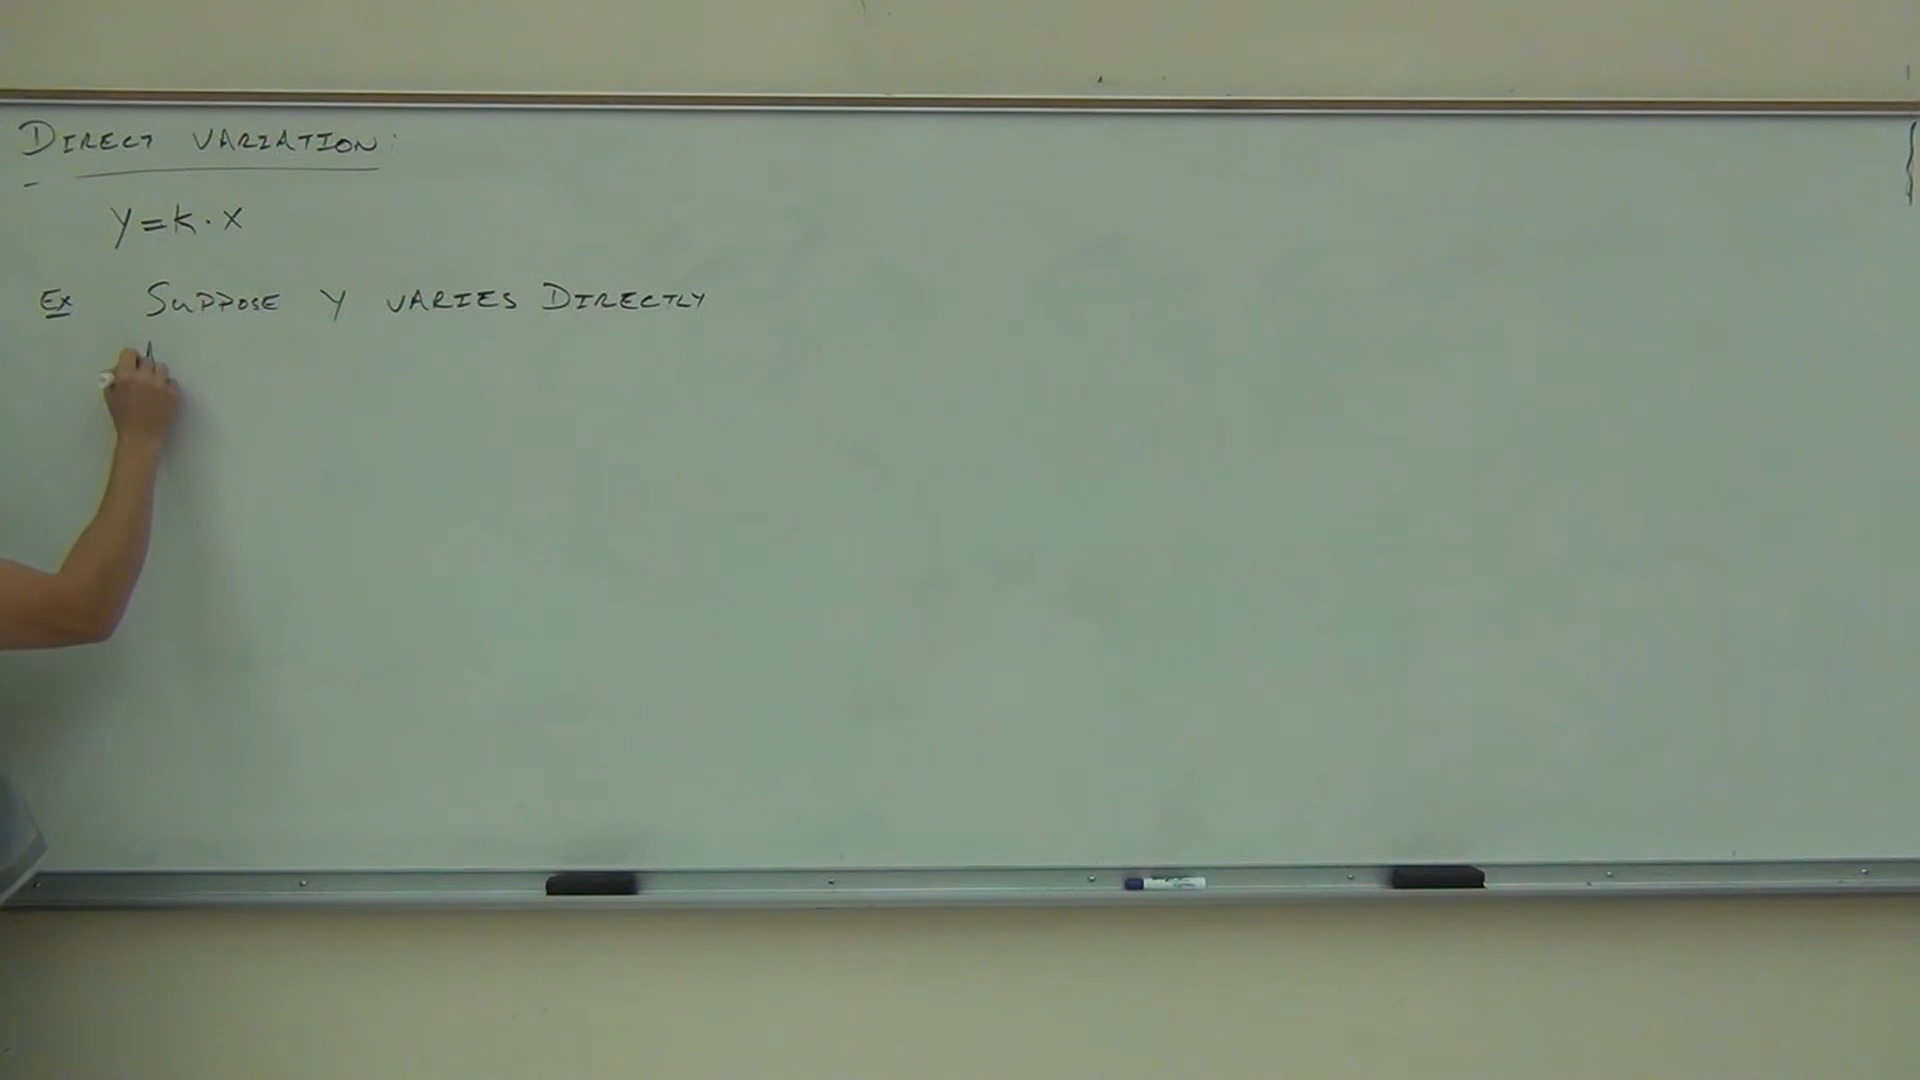 DIRECT VARIATION:
y = k · x
Ex SUPPOSE Y VARIES DIRECTLY